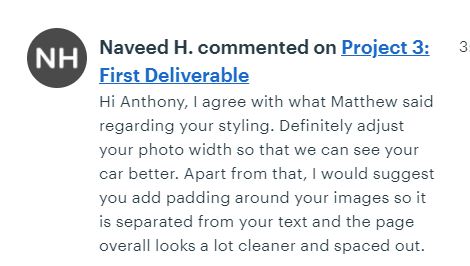 NH
Naveed H. commented on Project 3: 3
First Deliverable
Hi Anthony, I agree with what Matthew said
regarding your styling. Definitely adjust
your photo width so that we can see your
car better. Apart from that, I would suggest
you add padding around your images so it
is separated from your text and the page
overall looks a lot cleaner and spaced out.